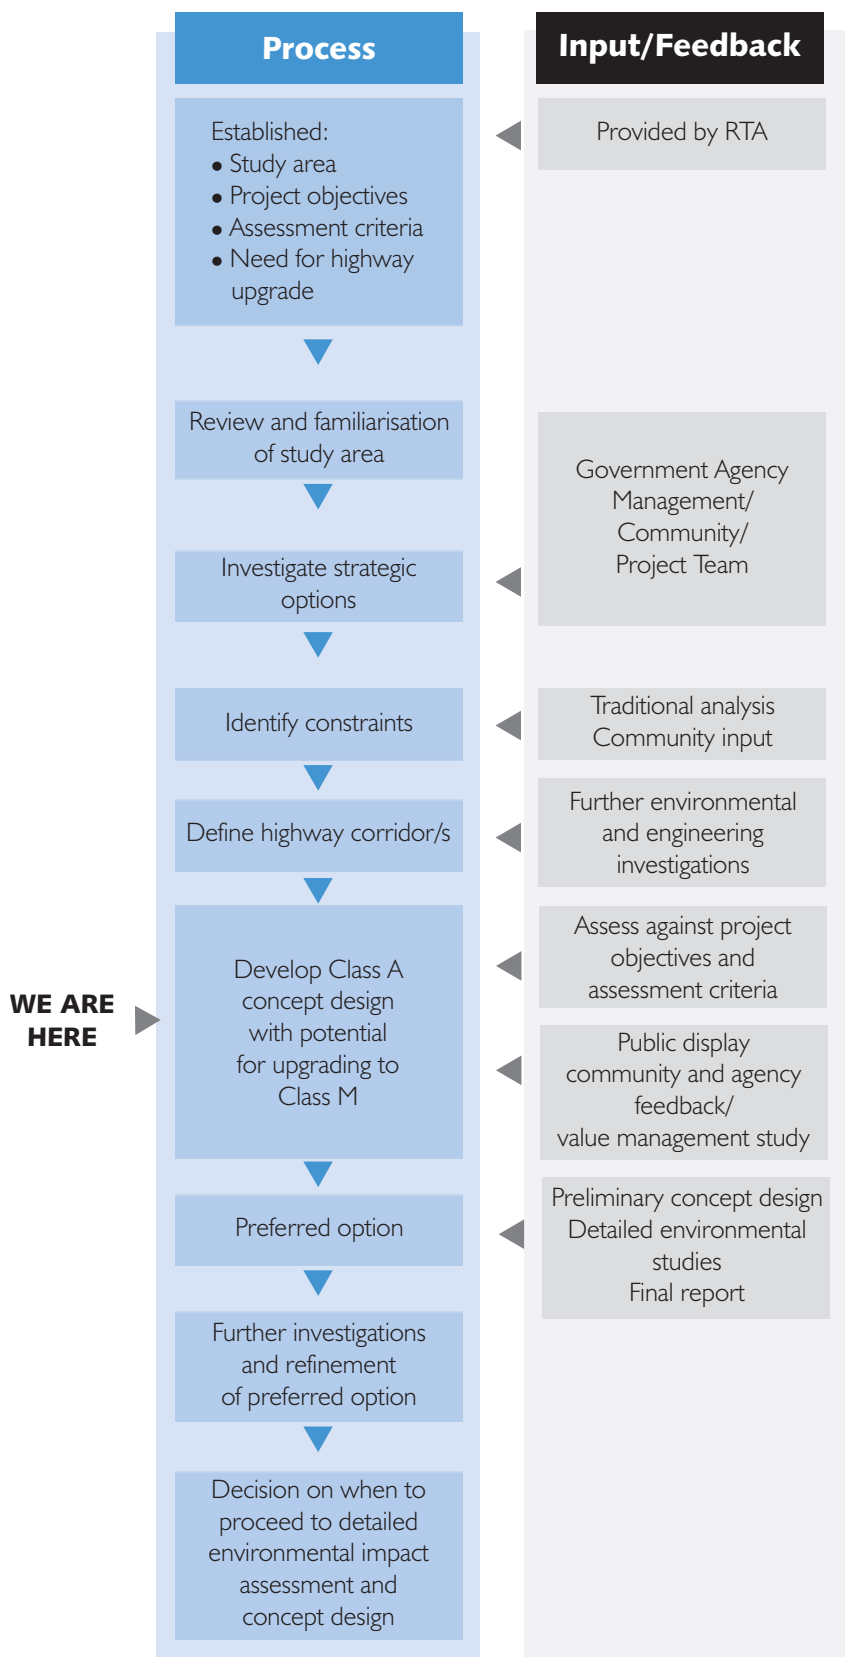 Process
Input/Feedback
Established:
• Study area
• Project objectives
• Assessment criteria
• Need for highway
upgrade
Provided by RTA
Review and familiarisation
of study area
Government Agency
Management/
Community/
Project Team
Investigate strategic
options
Identify constraints
Traditional analysis
Community input
Define highway corridor/s
Further environmental
and engineering
investigations
WE ARE
HERE
Develop Class A
concept design
with potential
for upgrading to
Class M
Assess against project
objectives and
assessment criteria
Public display
community and agency
feedback/
value management study
Preferred option
Preliminary concept design
Detailed environmental
studies
Final report
Further investigations
and refinement
of preferred option
Decision on when to
proceed to detailed
environmental impact
assessment and
concept design